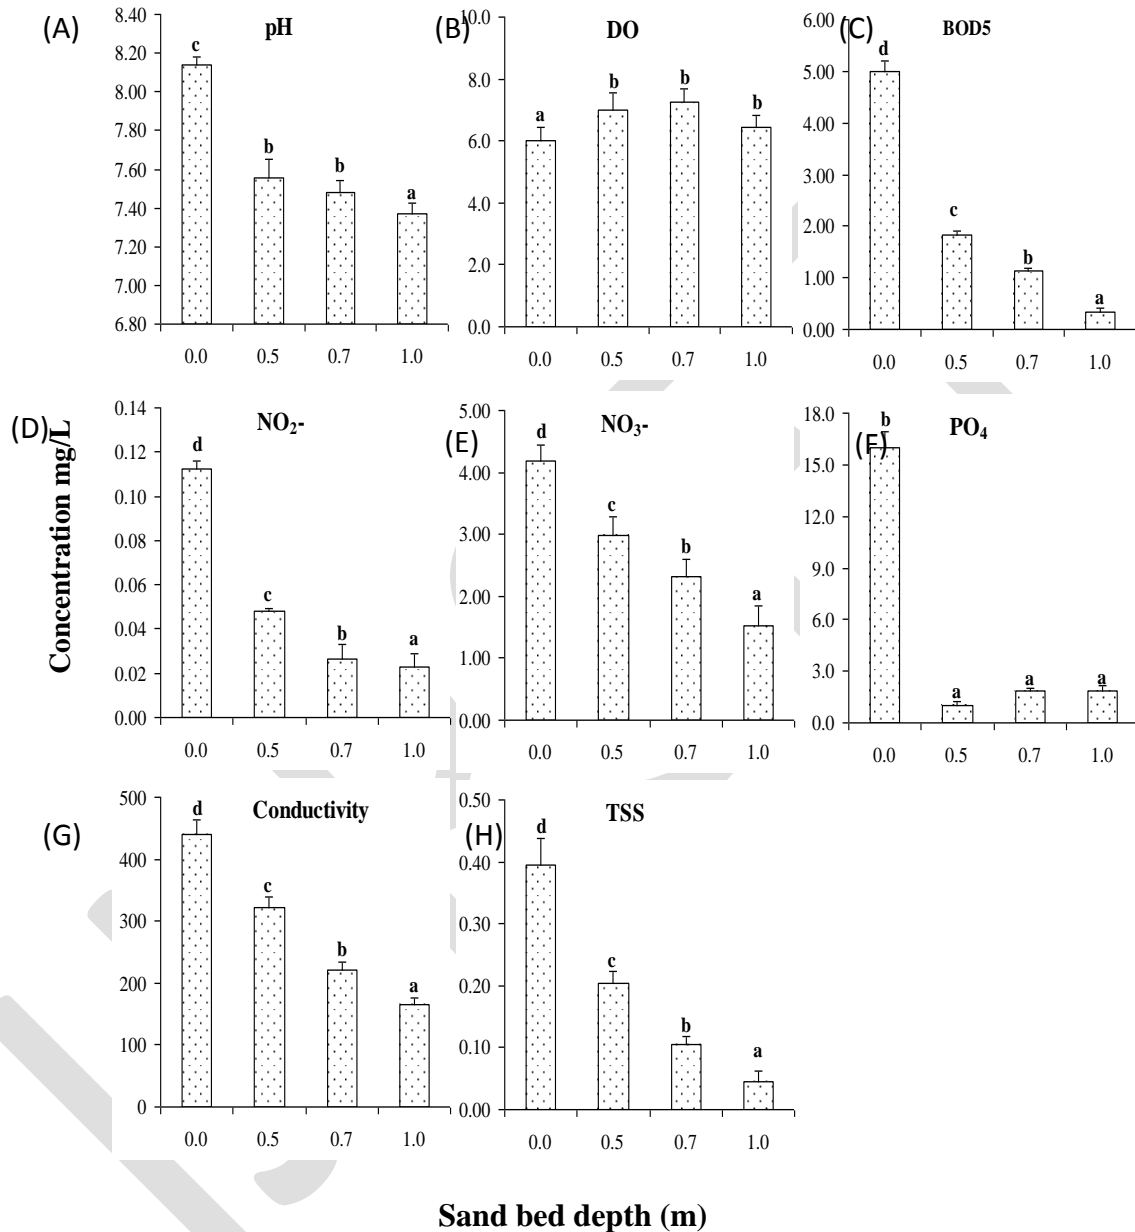 (A) pH
8.40
8.20
8.00
7.80
7.60
7.40
7.20
7.00
6.80
c
b
b
a
0.0 0.5 0.7 1.0
(B) DO
10.0
8.0
6.0
4.0
2.0
0.0
a
b
b
b
0.0 0.5 0.7 1.0
(C) BOD5
6.00
5.00
4.00
3.00
2.00
1.00
0.00
d
c
b
a
0.0 0.5 0.7 1.0
Concentration mg/L
(D) NO₂-
0.14
0.12
0.10
0.08
0.06
0.04
0.02
0.00
d
c
b
a
0.0 0.5 0.7 1.0
(E) NO₃-
5.00
4.00
3.00
2.00
1.00
0.00
d
c
b
a
0.0 0.5 0.7 1.0
(F) PO₄
18.0
15.0
12.0
9.0
6.0
3.0
0.0
b
a
a
a
0.0 0.5 0.7 1.0
(G) Conductivity
500
400
300
200
100
0
d
c
b
a
0.0 0.5 0.7 1.0
(H) TSS
0.50
0.40
0.30
0.20
0.10
0.00
d
c
b
a
0.0 0.5 0.7 1.0
Sand bed depth (m)